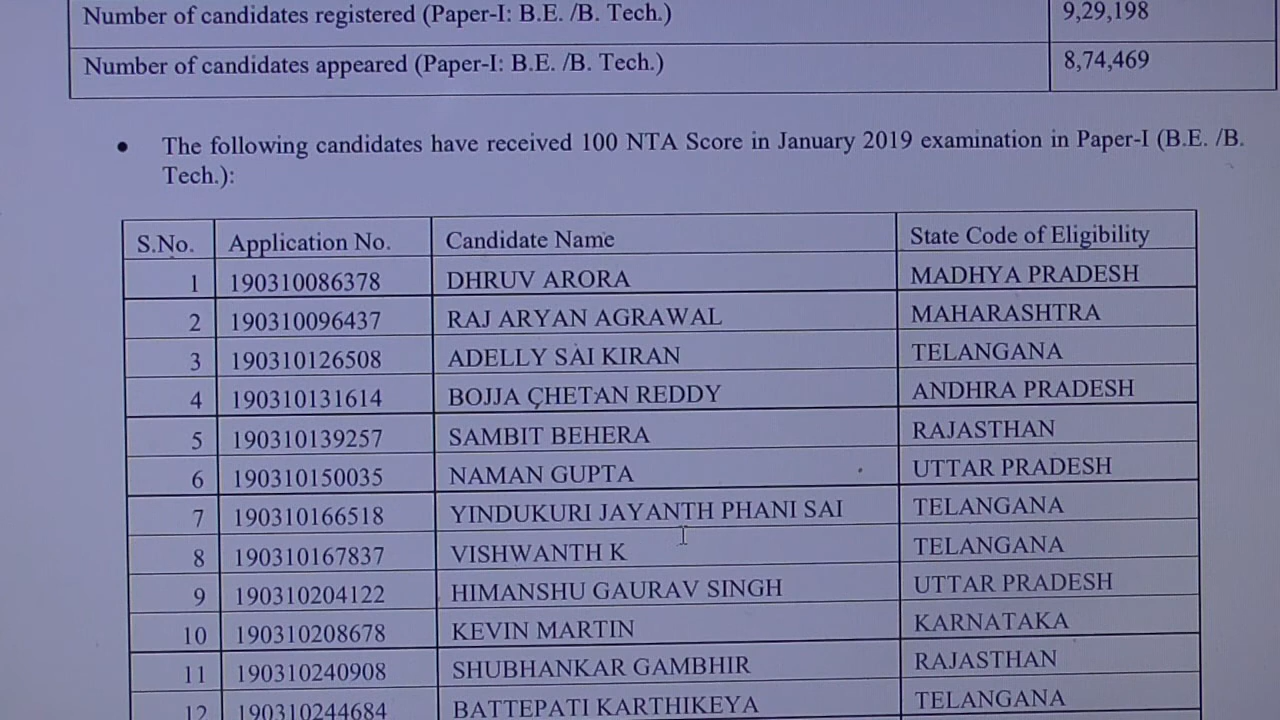 Number of candidates registered (Paper-I: B.E. /B. Tech.) 9,29,198
Number of candidates appeared (Paper-I: B.E. /B. Tech.) 8,74,469
• The following candidates have received 100 NTA Score in January 2019 examination in Paper-I (B.E. /B.
Tech.):
S.No. Application No. Candidate Name State Code of Eligibility
1 190310086378 DHRUV ARORA MADHYA PRADESH
2 190310096437 RAJ ARYAN AGRAWAL MAHARASHTRA
3 190310126508 ADELLY SAI KIRAN TELANGANA
4 190310131614 BOJJA CHETAN REDDY ANDHRA PRADESH
5 190310139257 SAMBIT BEHERA RAJASTHAN
6 190310150035 NAMAN GUPTA UTTAR PRADESH
7 190310166518 YINDUKURI JAYANTH PHANI SAI TELANGANA
8 190310167837 VISHWANTH K TELANGANA
9 190310204122 HIMANSHU GAURAV SINGH UTTAR PRADESH
10 190310208678 KEVIN MARTIN KARNATAKA
11 190310240908 SHUBHANKAR GAMBHIR RAJASTHAN
12 190310244684 BATTEPATI KARTHIKEYA TELANGANA